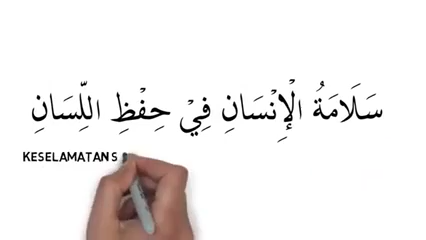 سَلَامَةُ الْإِنْسَانِ فِيْ حِفْظِ اللِّسَانِ
KESELAMATAN S